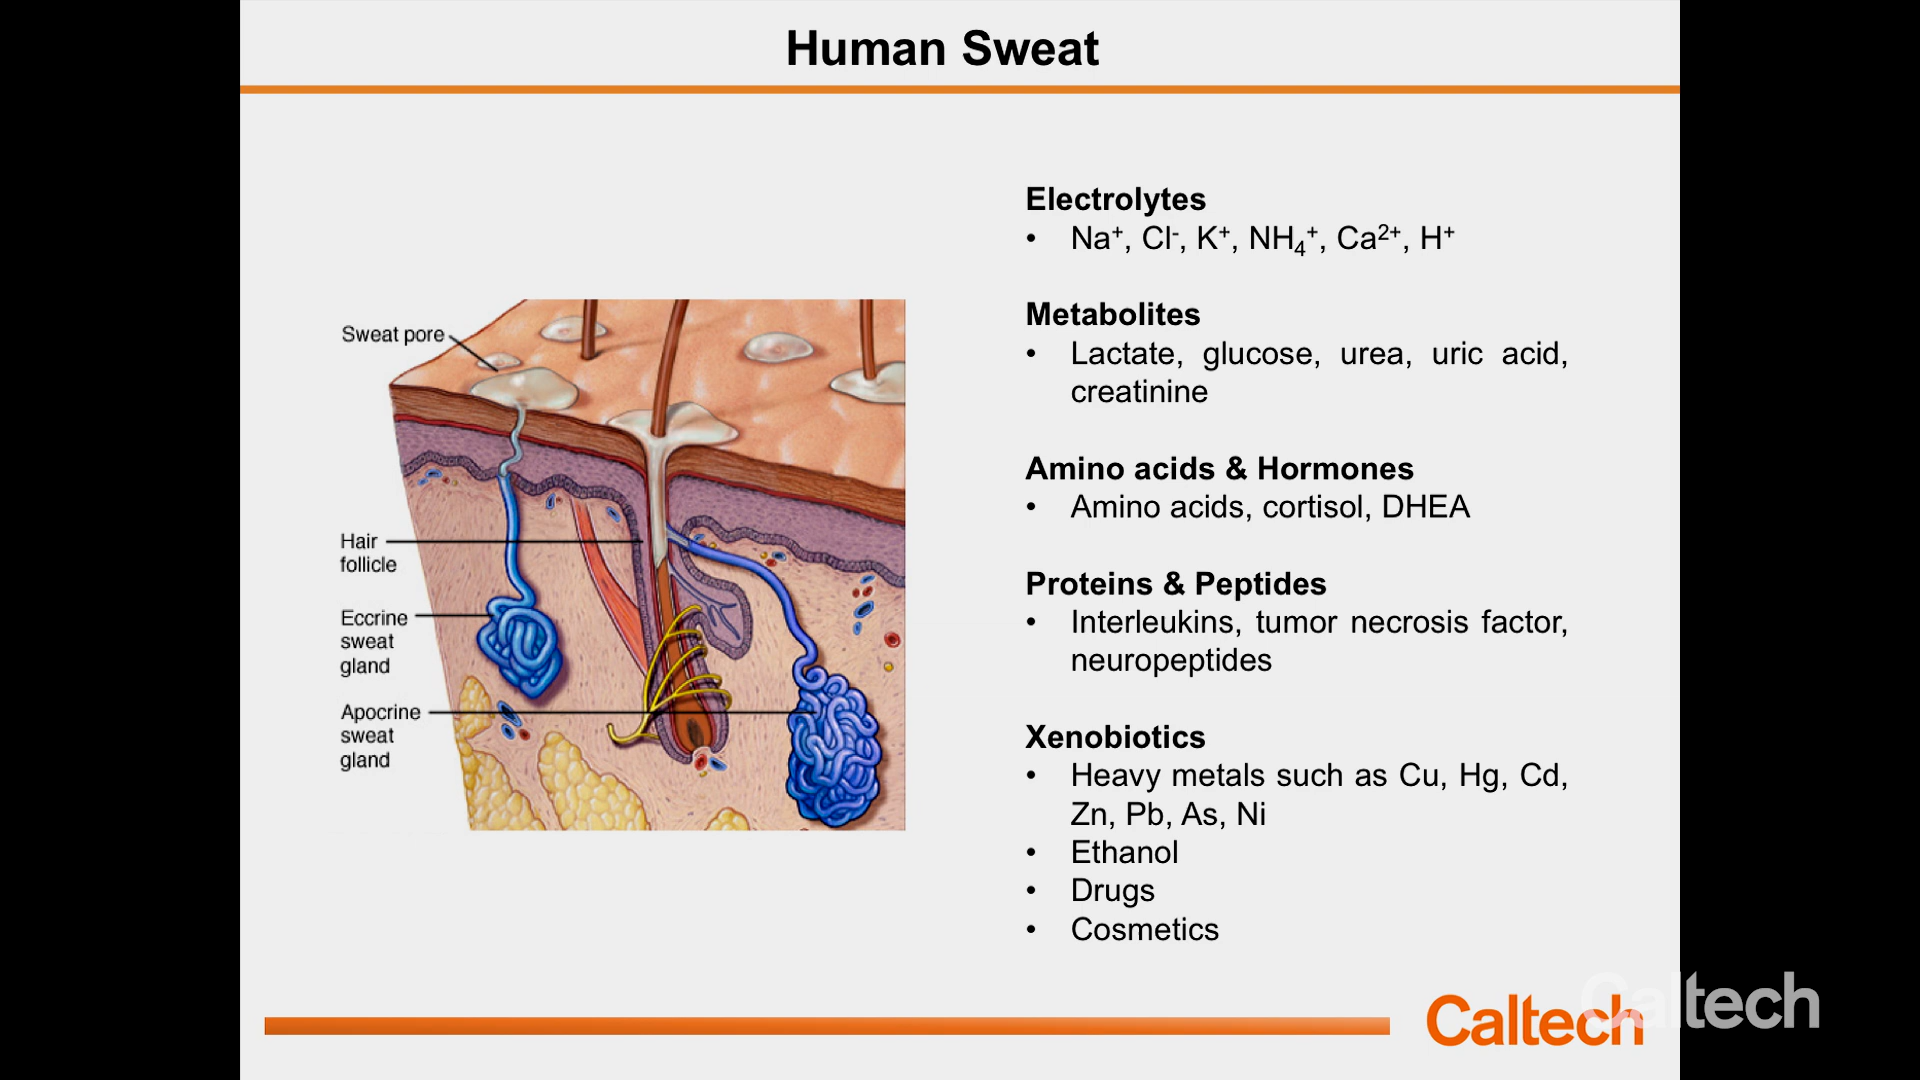 Human Sweat
Sweat pore
Hair
follicle
Eccrine
sweat
gland
Apocrine
sweat
gland
Electrolytes
• Na⁺, Cl⁻, K⁺, NH₄⁺, Ca²⁺, H⁺
Metabolites
• Lactate, glucose, urea, uric acid,
creatinine
Amino acids & Hormones
• Amino acids, cortisol, DHEA
Proteins & Peptides
• Interleukins, tumor necrosis factor,
neuropeptides
Xenobiotics
• Heavy metals such as Cu, Hg, Cd,
Zn, Pb, As, Ni
• Ethanol
• Drugs
• Cosmetics
Caltech
Caltech